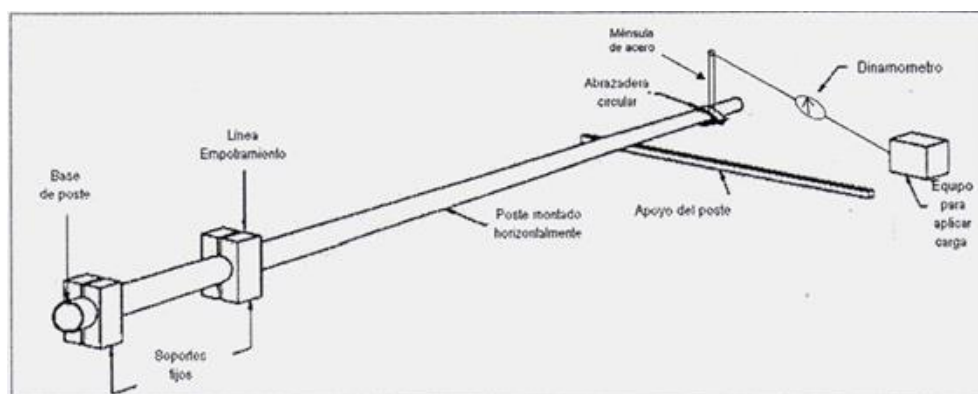 Ménsula
de acero
Dinamometro
Abrazadera
circular
Línea
Empotramiento
Base
de poste
Poste montado
horizontalmente
Apoyo del poste
Equipo
para
aplicar
carga
Soportes
fijos